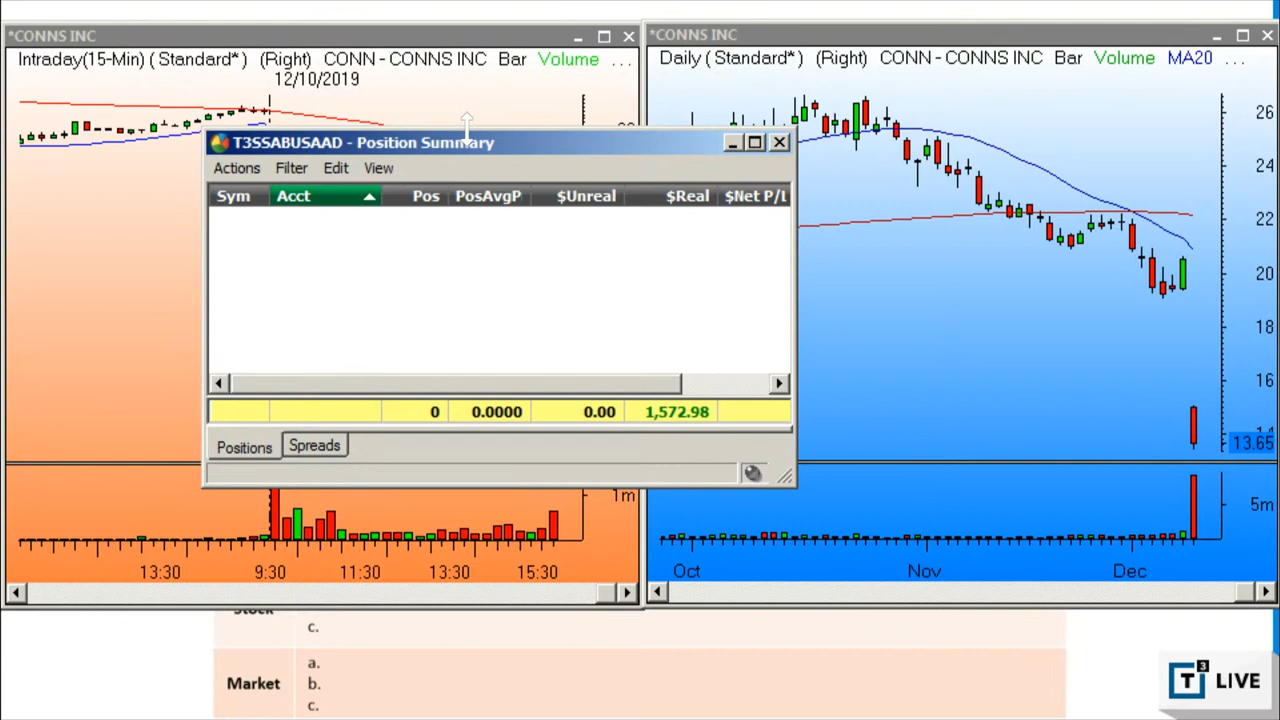 *CONNS INC
Intraday(15-Min) (Standard*) (Right) CONN - CONNS INC Bar Volume ...
12/10/2019
*CONNS INC
Daily (Standard*) (Right) CONN - CONNS INC Bar Volume MA20 ...
26
24
22
20
18
16
13.65
5m
Oct Nov Dec
T3SSABUSAAD - Position Summary
Actions Filter Edit View
Sym Acct Pos PosAvgP $Unreal $Real $Net P/L
0 0.0000 0.00 1,572.98
Positions Spreads
1m
13:30 9:30 11:30 13:30 15:30
Stock
c.
Market
a.
b.
c.
T3 LIVE